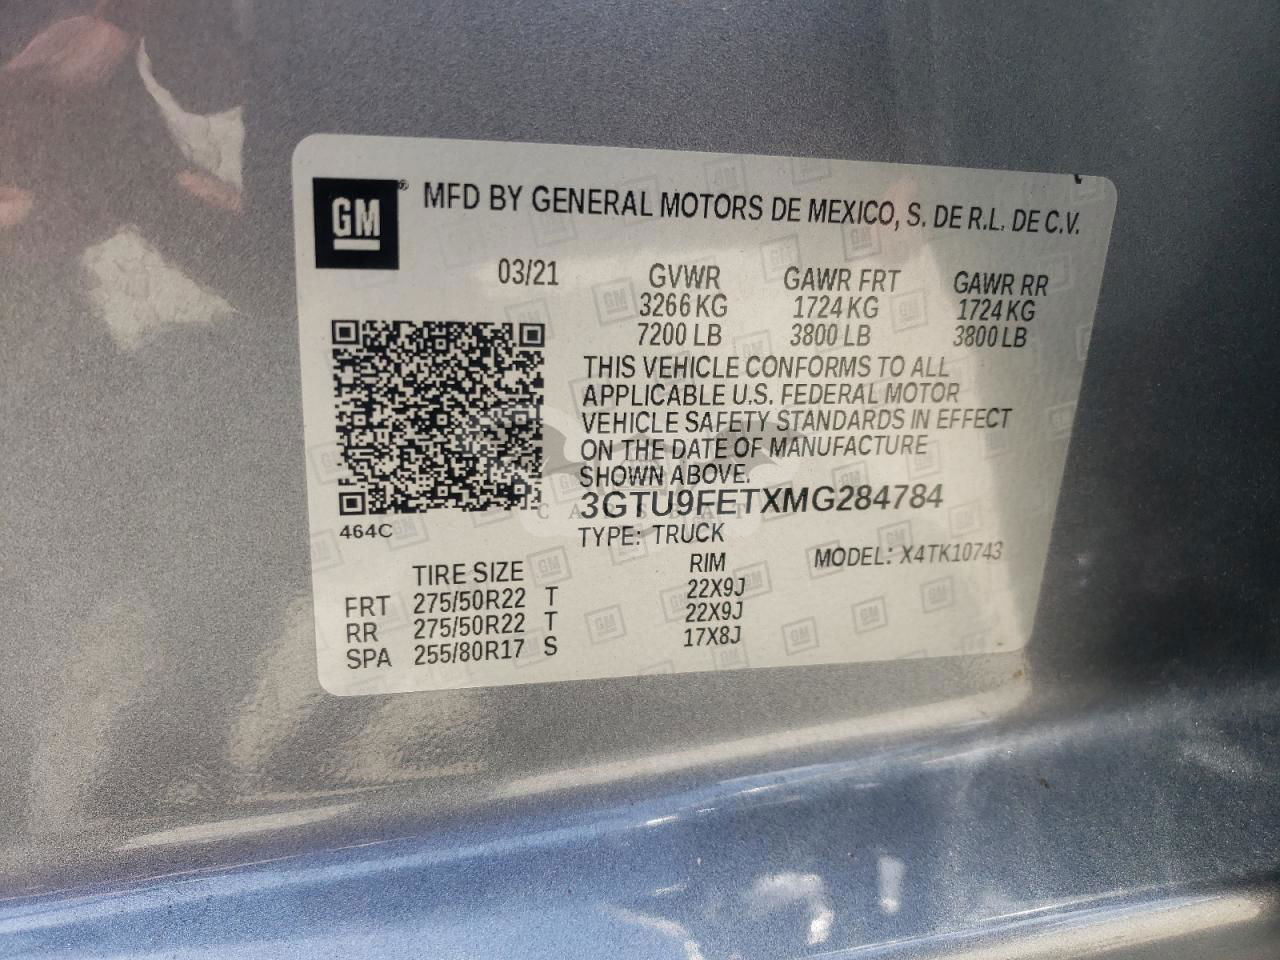 GM
MFD BY GENERAL MOTORS DE MEXICO, S. DE R.L. DE C.V.
03/21 GVWR GAWR FRT GAWR RR
3266 KG 1724 KG 1724 KG
7200 LB 3800 LB 3800 LB
THIS VEHICLE CONFORMS TO ALL
APPLICABLE U.S. FEDERAL MOTOR
VEHICLE SAFETY STANDARDS IN EFFECT
ON THE DATE OF MANUFACTURE
SHOWN ABOVE.
3GTU9FETXMG284784
464C
TYPE: TRUCK
MODEL: X4TK10743
TIRE SIZE RIM
FRT 275/50R22 T 22X9J
RR 275/50R22 T 22X9J
SPA 255/80R17 S 17X8J